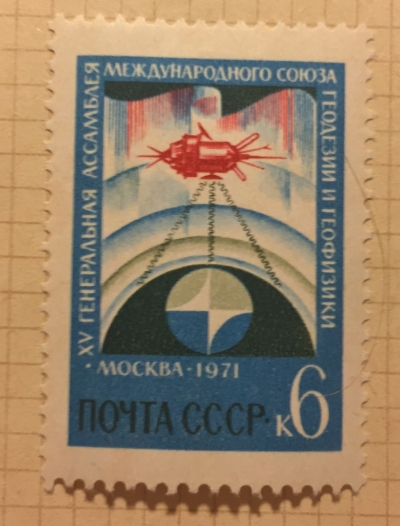 XV ГЕНЕРАЛЬНАЯ АССАМБЛЕЯ
МЕЖДУНАРОДНОГО СОЮЗА
ГЕОДЕЗИИ И ГЕОФИЗИКИ
· МОСКВА · 1971
ПОЧТА СССР · К6